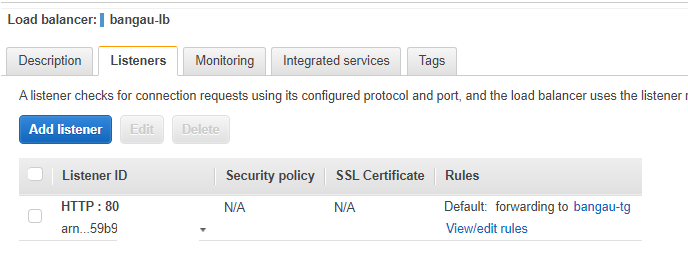 Load balancer: bangau-lb
Description Listeners Monitoring Integrated services Tags
A listener checks for connection requests using its configured protocol and port, and the load balancer uses the listener
Add listener Edit Delete
Listener ID Security policy SSL Certificate Rules
HTTP : 80 N/A N/A Default: forwarding to bangau-tg
arn...59b9 View/edit rules